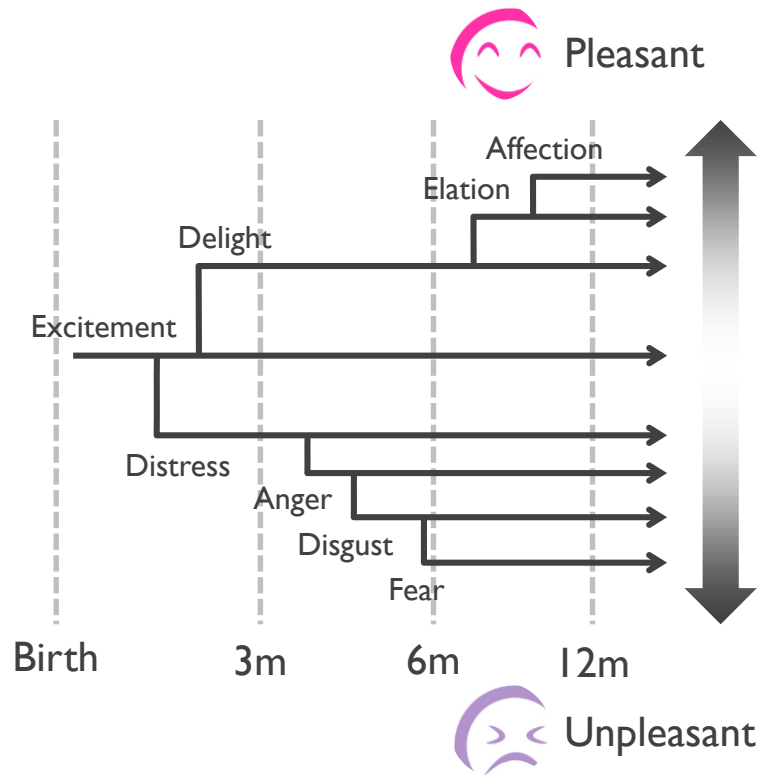 Pleasant
Affection
Elation
Delight
Excitement
Distress
Anger
Disgust
Fear
Birth
3m
6m
12m
Unpleasant